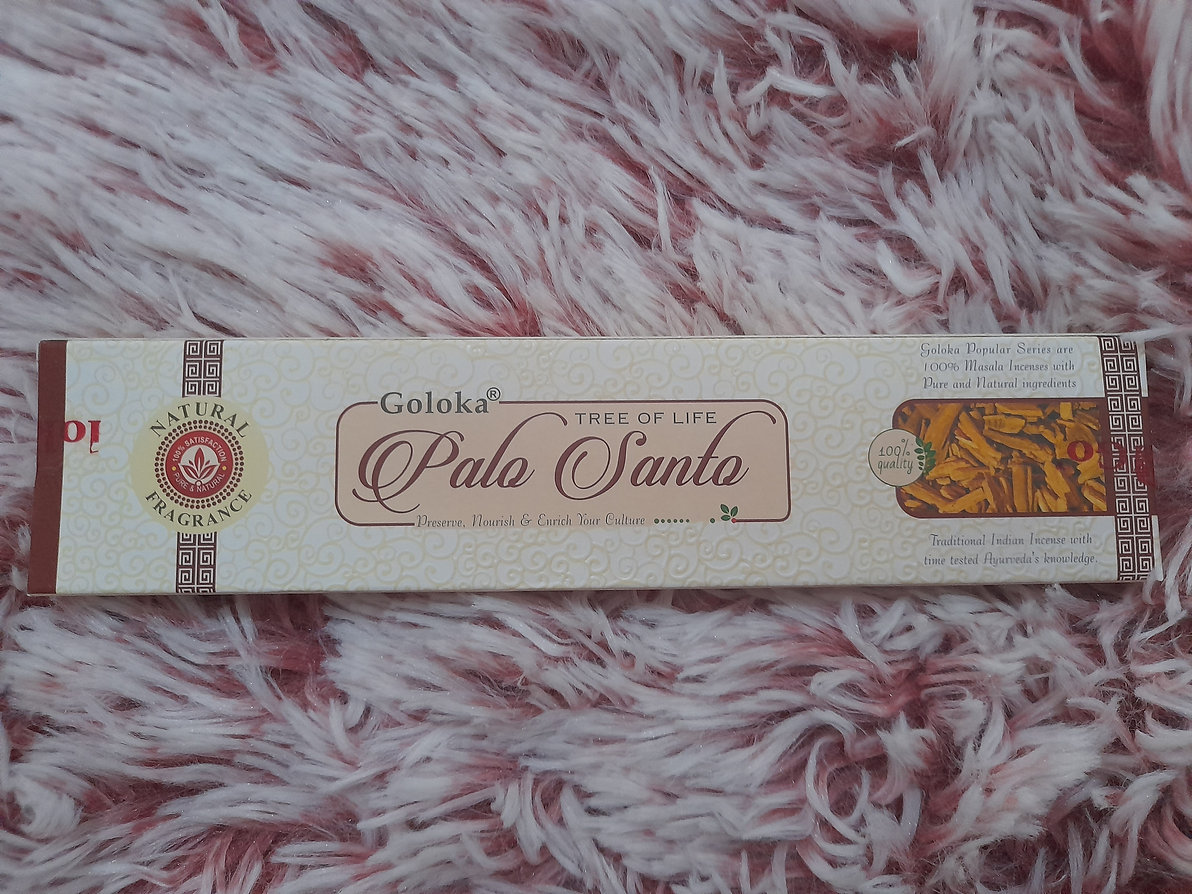 NATURAL
100% SATISFACTION
PURE & NATURAL
FRAGRANCE
Goloka®
TREE OF LIFE
Palo Santo
Preserve, Nourish & Enrich Your Culture
Goloka Popular Series are
100% Masala Incenses with
Pure and Natural ingredients
100%
quality
Traditional Indian Incense with
time tested Ayurveda's knowledge.